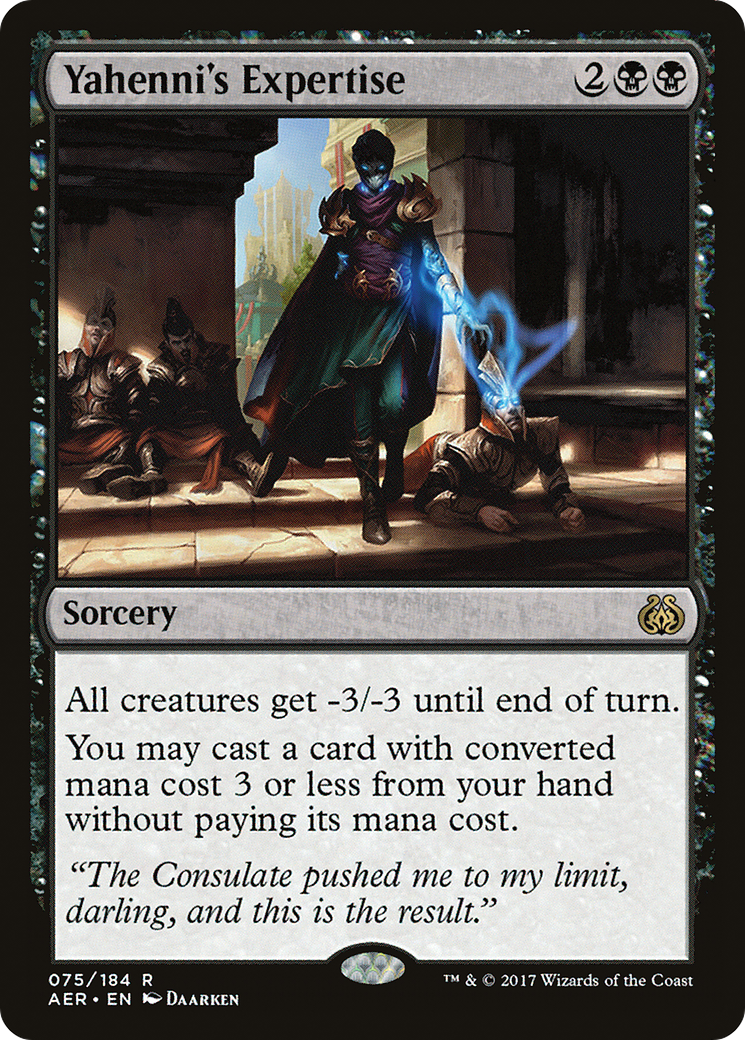 Yahenni's Expertise 2
Sorcery
All creatures get -3/-3 until end of turn.
You may cast a card with converted
mana cost 3 or less from your hand
without paying its mana cost.
“The Consulate pushed me to my limit,
darling, and this is the result.”
075/184 R
AER • EN DAARKEN
™ & © 2017 Wizards of the Coast